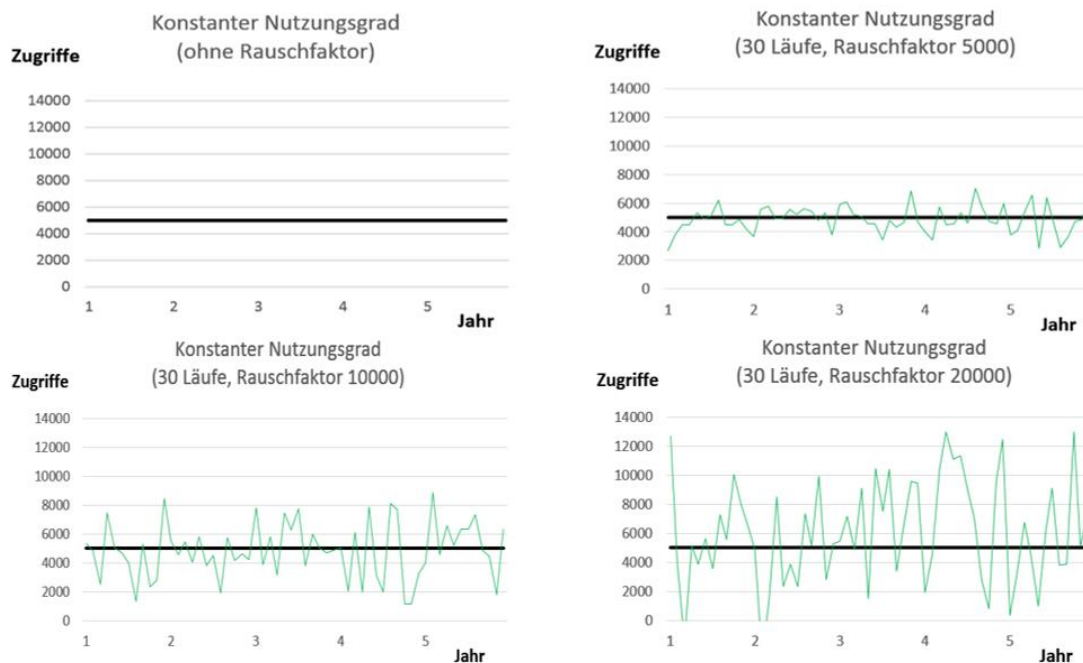 Konstanter Nutzungsgrad
(ohne Rauschfaktor)
Zugriffe
14000
12000
10000
8000
6000
4000
2000
0
1 2 3 4 5
Jahr
Konstanter Nutzungsgrad
(30 Läufe, Rauschfaktor 5000)
Zugriffe
14000
12000
10000
8000
6000
4000
2000
0
1 2 3 4 5
Jahr
Konstanter Nutzungsgrad
(30 Läufe, Rauschfaktor 10000)
Zugriffe
14000
12000
10000
8000
6000
4000
2000
0
1 2 3 4 5
Jahr
Konstanter Nutzungsgrad
(30 Läufe, Rauschfaktor 20000)
Zugriffe
14000
12000
10000
8000
6000
4000
2000
0
1 2 3 4 5
Jahr